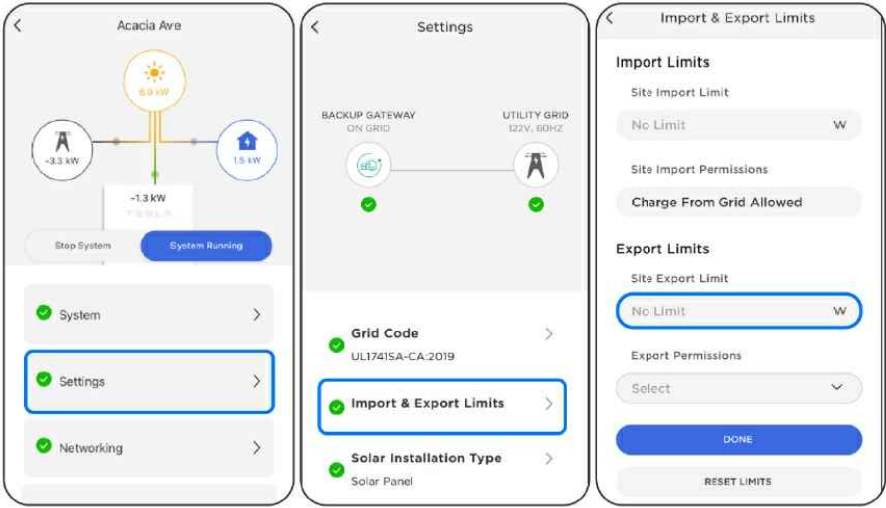 Acacia Ave
6.9 kW
-3.3 kW
1.5 kW
-1.3 kW
TESLA
Stop System
System Running
System
Settings
Networking
Settings
BACKUP GATEWAY
ON GRID
UTILITY GRID
122V, 60HZ
Grid Code
UL1741SA-CA:2019
Import & Export Limits
Solar Installation Type
Solar Panel
Import & Export Limits
Import Limits
Site Import Limit
No Limit W
Site Import Permissions
Charge From Grid Allowed
Export Limits
Site Export Limit
No Limit W
Export Permissions
Select
DONE
RESET LIMITS